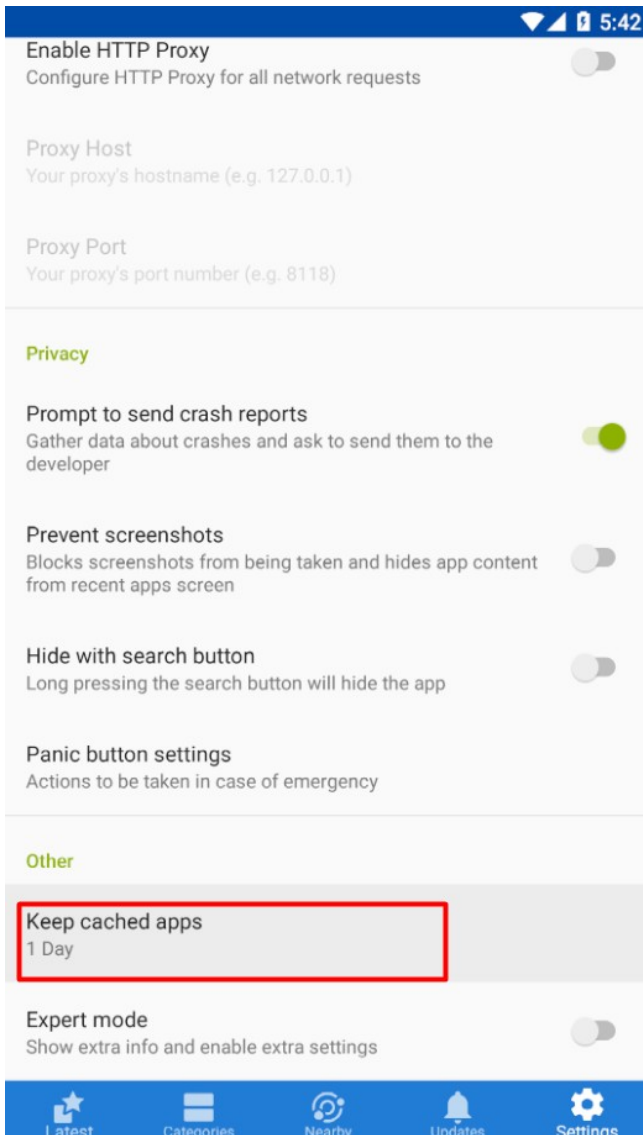 5:42
Enable HTTP Proxy
Configure HTTP Proxy for all network requests
Proxy Host
Your proxy's hostname (e.g. 127.0.0.1)
Proxy Port
Your proxy's port number (e.g. 8118)
Privacy
Prompt to send crash reports
Gather data about crashes and ask to send them to the
developer
Prevent screenshots
Blocks screenshots from being taken and hides app content
from recent apps screen
Hide with search button
Long pressing the search button will hide the app
Panic button settings
Actions to be taken in case of emergency
Other
Keep cached apps
1 Day
Expert mode
Show extra info and enable extra settings
Latest Categories Nearby Updates Settings